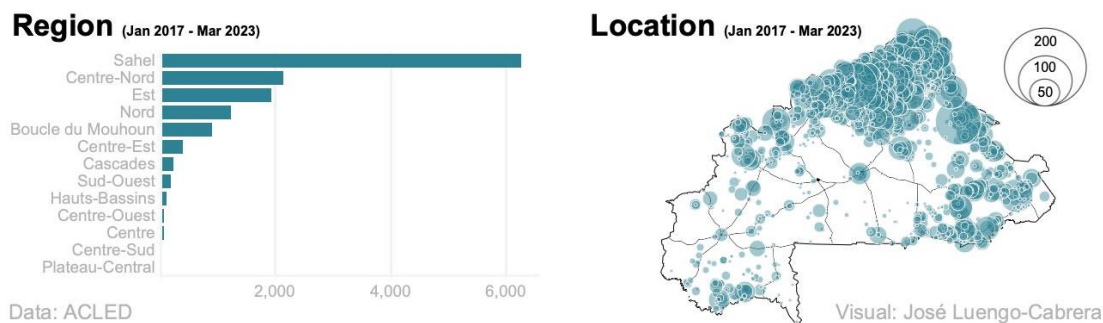 Region (Jan 2017 - Mar 2023)
Sahel
Centre-Nord
Est
Nord
Boucle du Mouhoun
Centre-Est
Cascades
Sud-Ouest
Hauts-Bassins
Centre-Ouest
Centre
Centre-Sud
Plateau-Central
2,000 4,000 6,000
Data: ACLED
Location (Jan 2017 - Mar 2023)
200
100
50
Visual: José Luengo-Cabrera